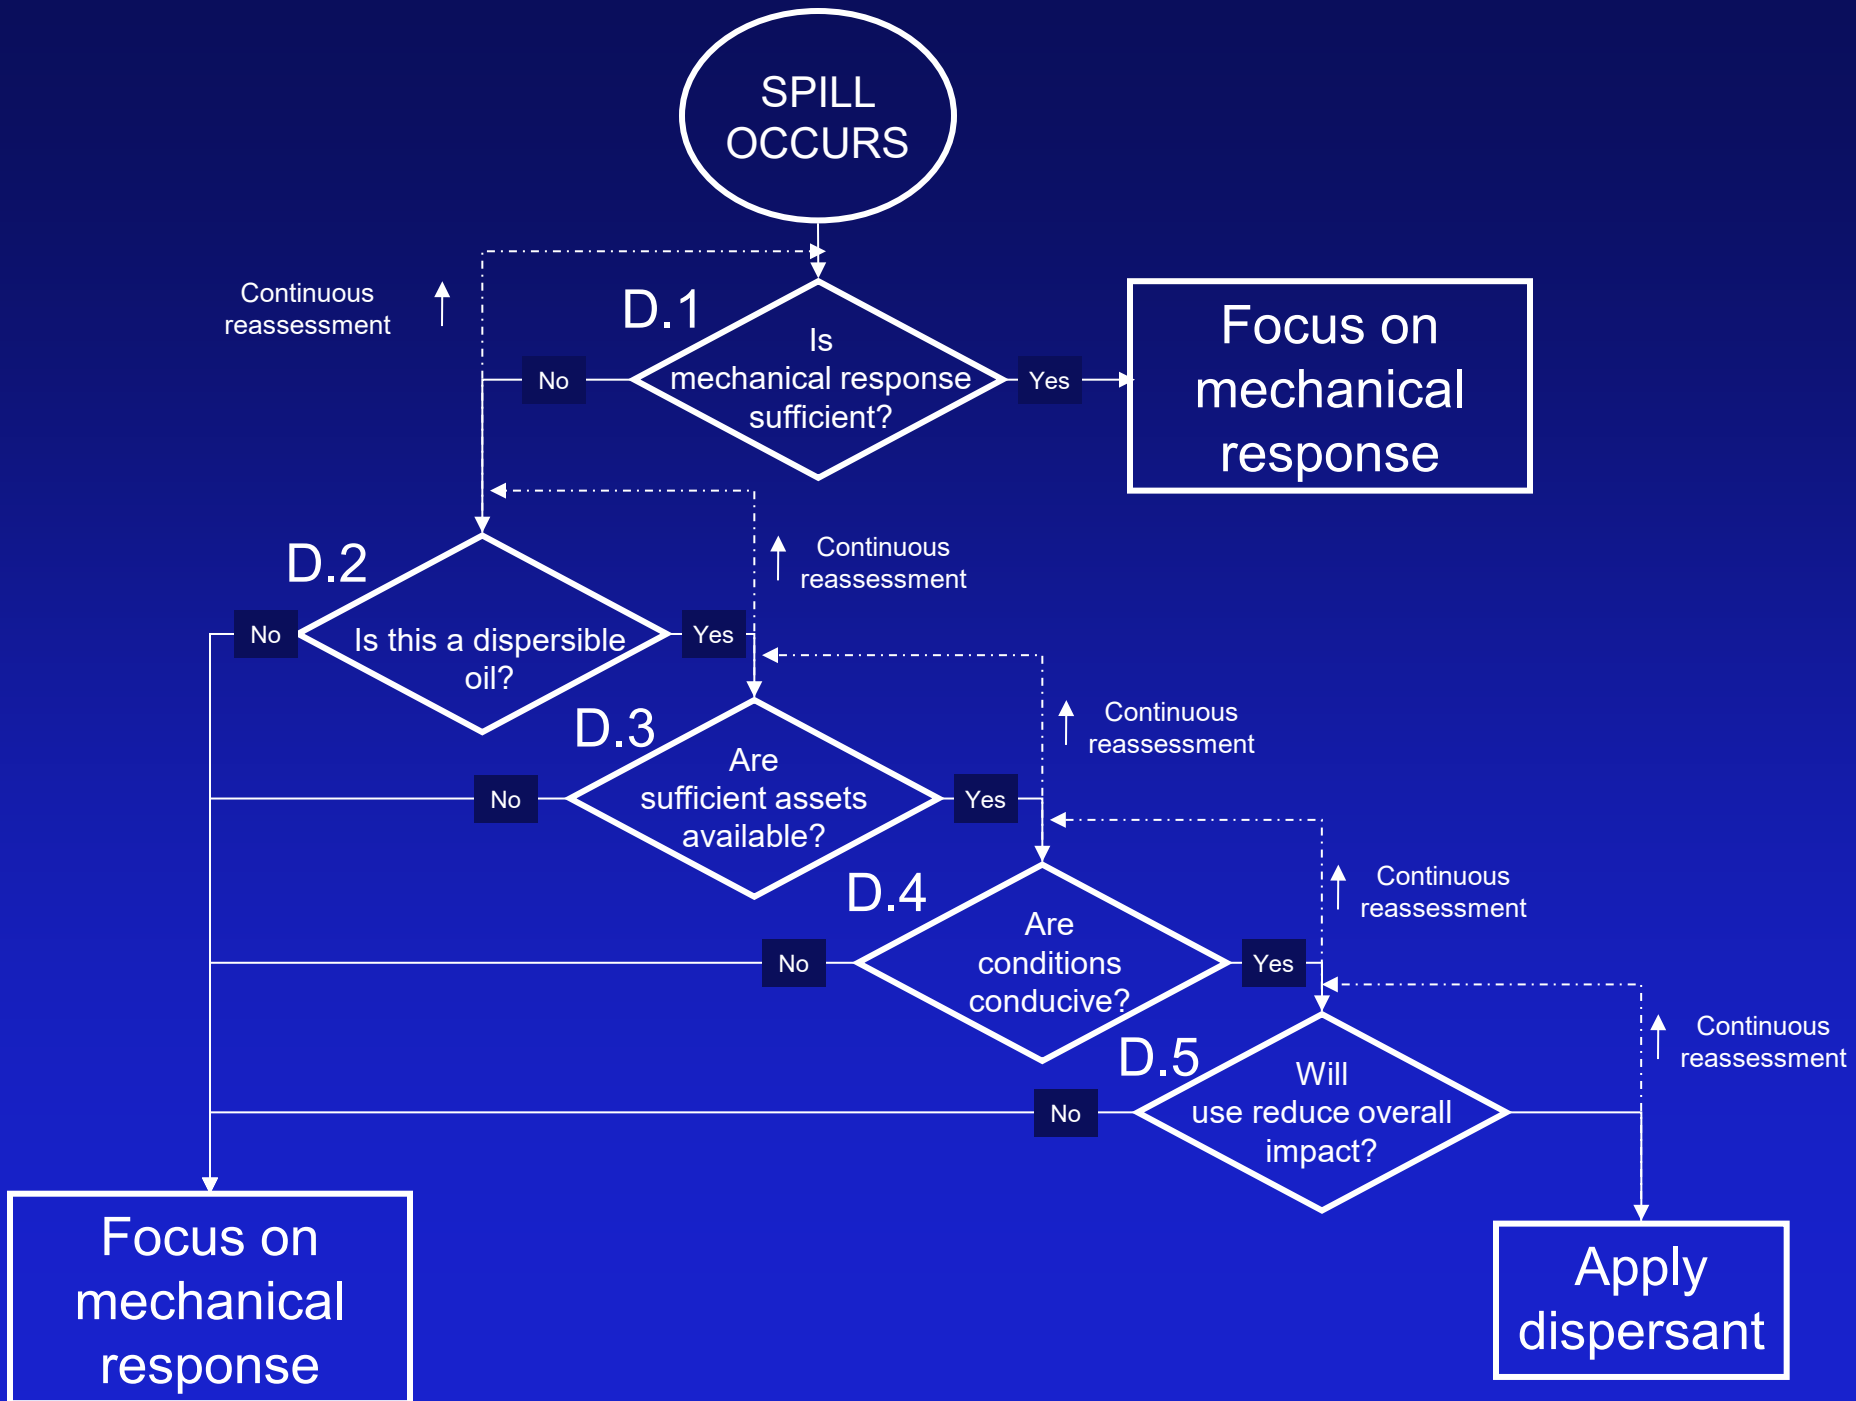 SPILL
OCCURS
Continuous
reassessment
D.1
Is
mechanical response
sufficient?
No
Yes
Focus on
mechanical
response
Continuous
reassessment
D.2
Is this a dispersible
oil?
No
Yes
Continuous
reassessment
D.3
Are
sufficient assets
available?
No
Yes
Continuous
reassessment
D.4
Are
conditions
conducive?
No
Yes
Continuous
reassessment
D.5
Will
use reduce overall
impact?
No
Focus on
mechanical
response
Apply
dispersant